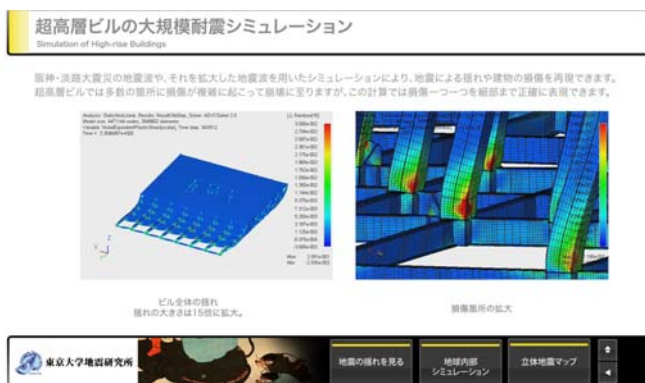 超高層ビルの大規模耐震シミュレーション
Simulation of High-rise Buildings
阪神・淡路大震災の地震波や、それを拡大した地震波を用いたシミュレーションにより、地震による揺れや建物の損傷を再現できます。
超高層ビルでは多数の箇所に損傷が複雑に起こって崩壊に至りますが、この計算では損傷一つ一つを細部まで正確に表現できます。
ビル全体の揺れ
揺れの大きさは15倍に拡大。
損傷箇所の拡大
東京大学地震研究所
地震の揺れを見る
地球内部
シミュレーション
立体地震マップ